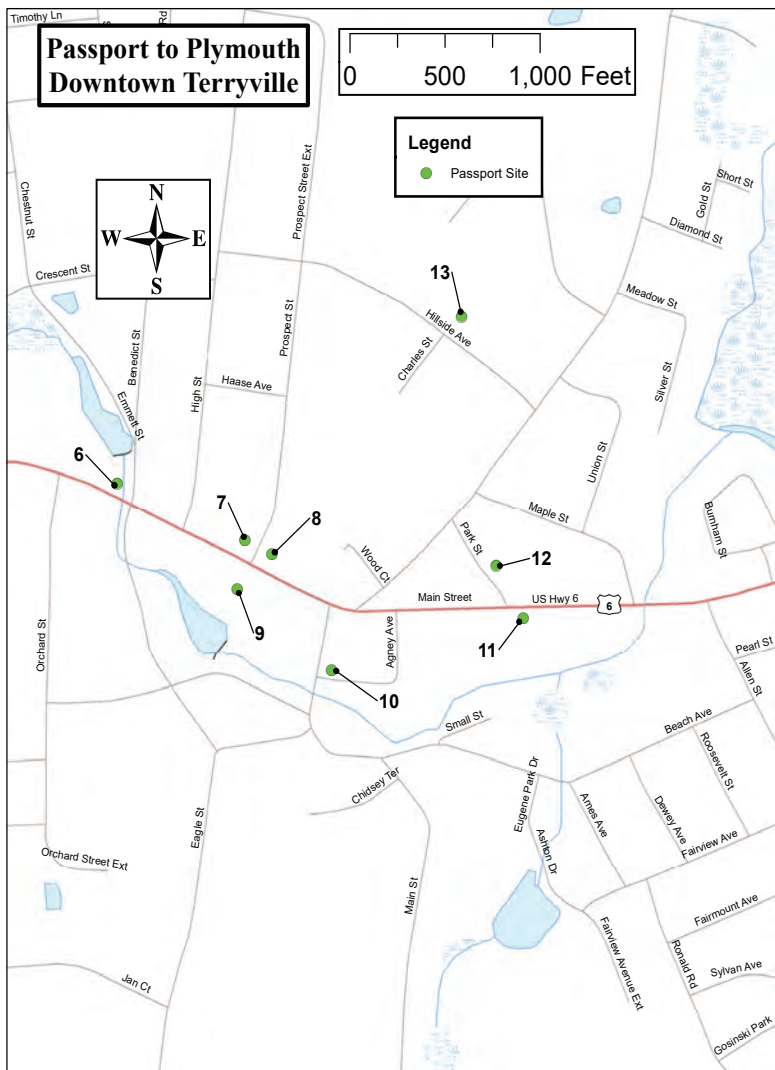 Timothy Ln
S
Rd
Passport to Plymouth
Downtown Terryville
0 500 1,000 Feet
Legend
Passport Site
N
W E
S
Chestnut St
Crescent St
Prospect Street Ext
Gold St
Short St
Diamond St
Meadow St
13
Hillside Ave
Charles St
Prospect St
Benedict St
Silver St
Haase Ave
High St
Emmett St
6
Union St
7
8
Maple St
Park St
Burnham St
12
Wood Ct
Main Street
US Hwy 6
6
9
Orchard St
Agney Ave
11
Pearl St
10
Allen St
Small St
Beach Ave
Roosevelt St
Chidsey Ter
Eugene Park Dr
Eagle St
Ames Ave
Dewey Ave
Ashton Dr
Fairview Ave
Orchard Street Ext
Main St
Fairmount Ave
Fairview Avenue Ext
Ronald Rd
Sylvan Ave
Jan Ct
Gosinski Park